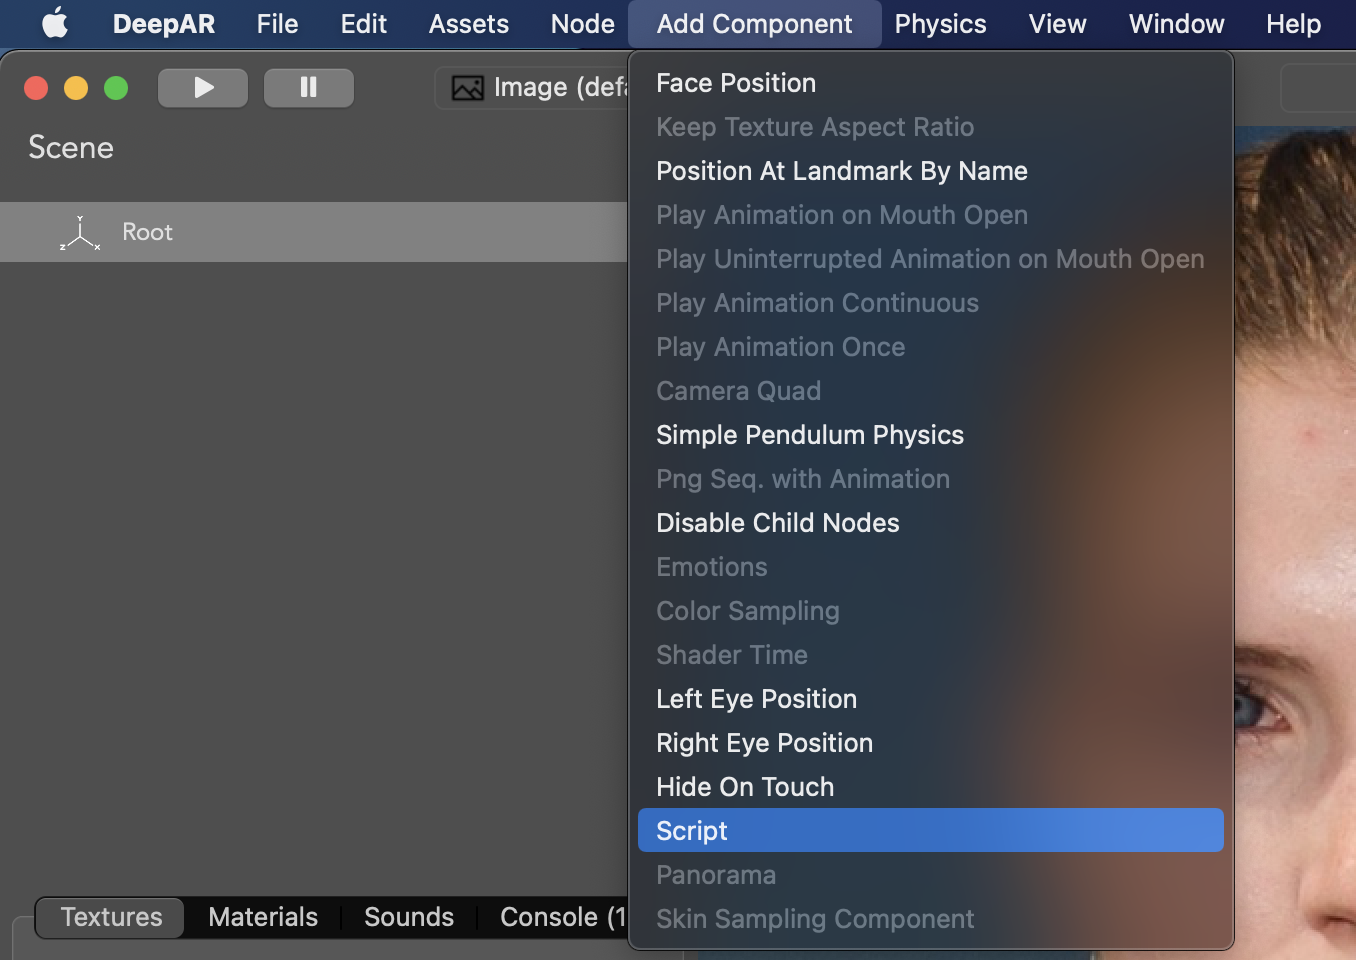 DeepAR File Edit Assets Node Add Component Physics View Window Help
Image (defa
Scene
Root
Y
Z X
Face Position
Keep Texture Aspect Ratio
Position At Landmark By Name
Play Animation on Mouth Open
Play Uninterrupted Animation on Mouth Open
Play Animation Continuous
Play Animation Once
Camera Quad
Simple Pendulum Physics
Png Seq. with Animation
Disable Child Nodes
Emotions
Color Sampling
Shader Time
Left Eye Position
Right Eye Position
Hide On Touch
Script
Panorama
Skin Sampling Component
Textures Materials Sounds Console (1